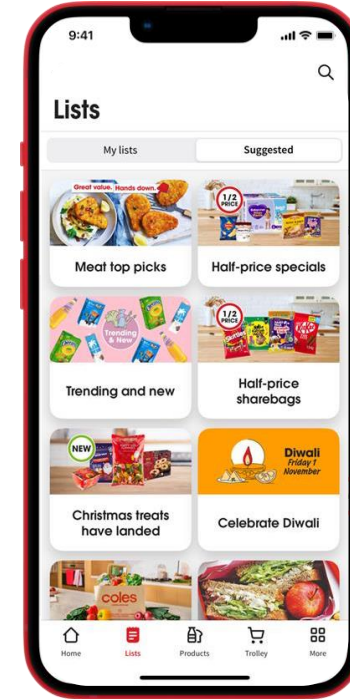 9:41
Lists
My lists
Suggested
Great value. Hands down.
1/2
PRICE
Meat top picks
Half-price specials
Trending
& New
1/2
PRICE
Skittles
KitKat
Trending and new
Half-price
sharebags
NEW
Diwali
Friday 1
November
Christmas treats
have landed
Celebrate Diwali
coles
Home
Lists
Products
Trolley
More